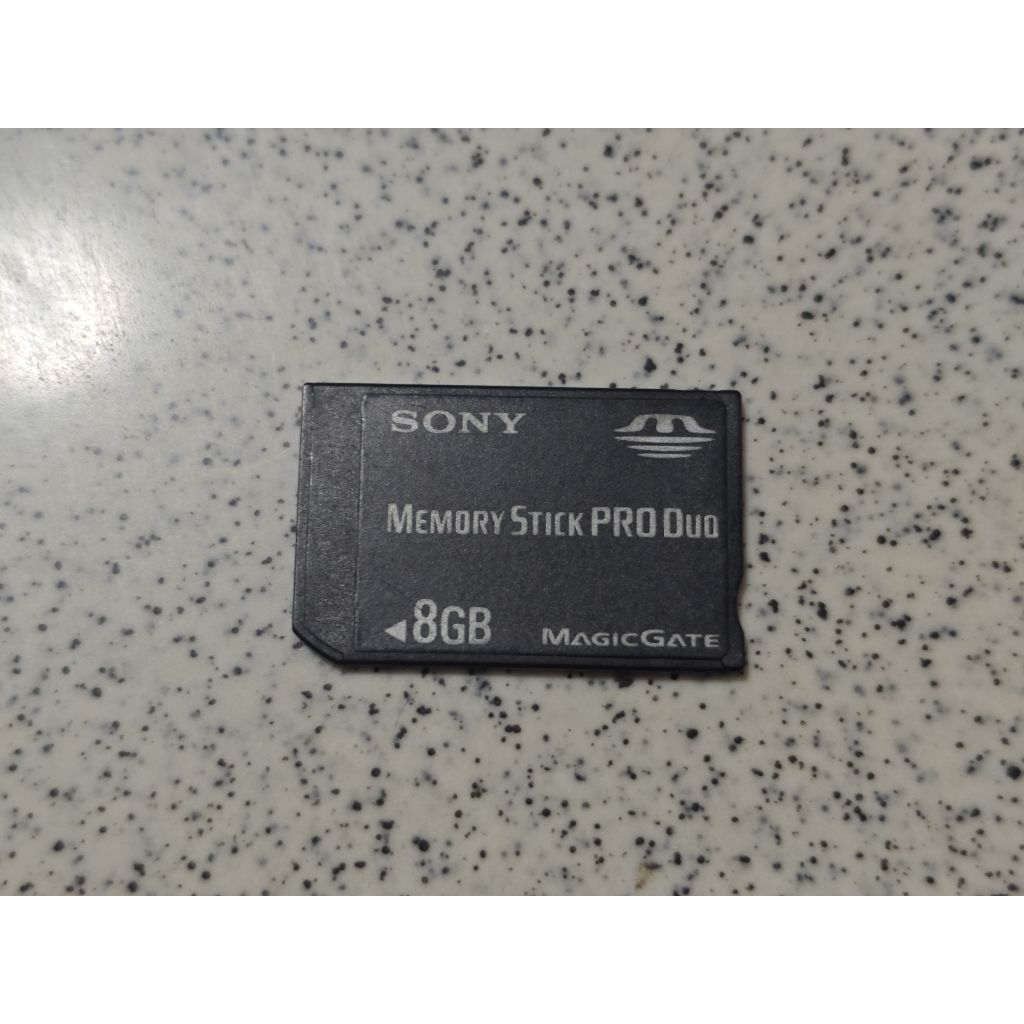 SONY
MEMORY STICK PRO DUO
8GB MAGICGATE